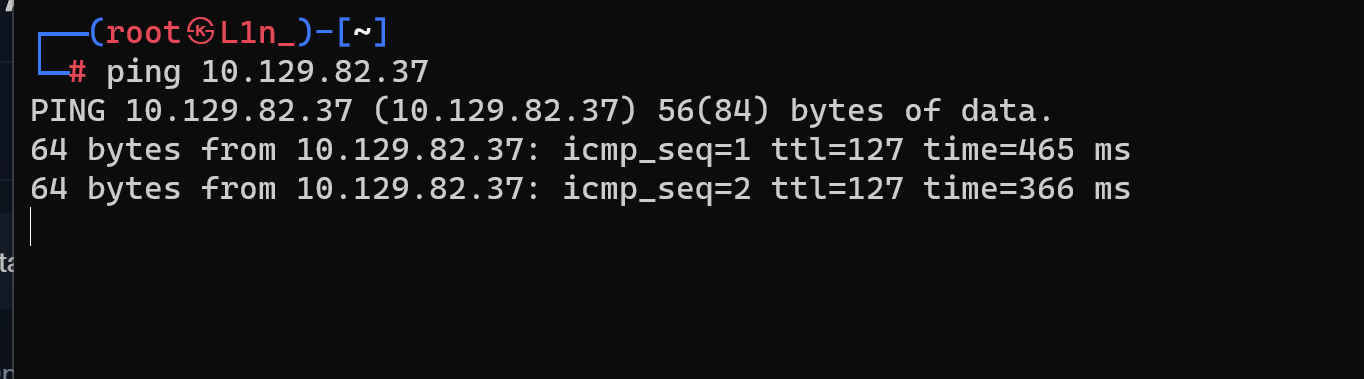 ┌──(root㉿L1n_)-[~]
└─# ping 10.129.82.37
PING 10.129.82.37 (10.129.82.37) 56(84) bytes of data.
64 bytes from 10.129.82.37: icmp_seq=1 ttl=127 time=465 ms
64 bytes from 10.129.82.37: icmp_seq=2 ttl=127 time=366 ms